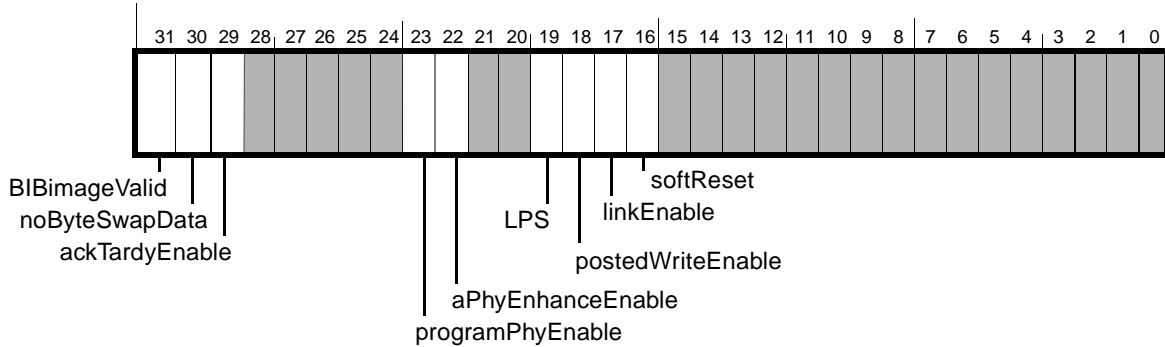 31 30 29 28 27 26 25 24 23 22 21 20 19 18 17 16 15 14 13 12 11 10 9 8 7 6 5 4 3 2 1 0
BIBimageValid
softReset
noByteSwapData
LPS
linkEnable
ackTardyEnable
postedWriteEnable
aPhyEnhanceEnable
programPhyEnable